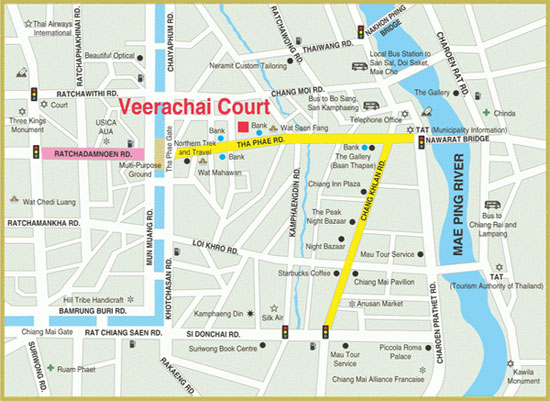 Thai Airways
International
RATCHAPHAKHINAI RD.
CHAIYAPHUM RD.
RATCHAWONG RD.
THAIWANG RD.
NAKHON PHING
BRIDGE
CHAROEN RAT RD.
Beautiful Optical
Neramit Custom Tailoring
Local Bus Station to
San Sai, Doi Saket,
Mae Cho
RATCHAWITHI RD.
CHANG MOI RD.
Court
Veerachai Court
Bus to Bo Sang,
San Kamphaeng
Telephone Office
Chinda
Three Kings
Monument
USICA
AUA
Tha Phae Gate
Bank
Bank
Wat Saen Fang
TAT (Municipality Information)
NAWARAT BRIDGE
RATCHADAMNOEN RD.
THA PHAE RD.
Northern Trek
and Travel
Bank
Bank
The Gallery
(Baan Thapae)
Multi-Purpose
Ground
Wat Mahawan
MAE PING RIVER
Wat Chedi Luang
Chiang Inn Plaza
CHANG KHLAN RD.
KAMPHAENGDIN RD.
Bus to
Chiang Rai and
Lampang
RATCHAMANKHA RD.
MUN MUANG RD.
The Peak
Night Bazaar
LOI KHRO RD.
Night Bazaar
Mau Tour Service
KHOTCHASAN RD.
Starbucks Coffee
Chiang Mai Pavilion
TAT
(Tourism Authority of Thailand)
Hill Tribe Handicraft
Anusan Market
CHAROEN PRATHET RD.
BAMRUNG BURI RD.
Kamphaeng Din
Silk Air
Chiang Mai Gate
RAT CHIANG SAEN RD.
SI DONCHAI RD.
Suriwong Book Centre
Mau Tour
Service
Piccola Roma
Palace
Ruam Phaet
RAKAENG RD.
Chiang Mai Alliance Francaise
Kawila
Monument